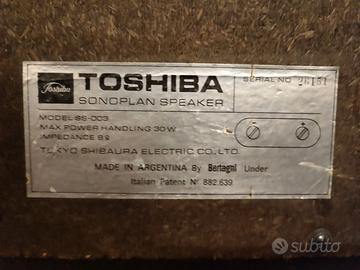 Toshiba
TOSHIBA
SERIAL NO 26151
SONOPLAN SPEAKER
MODEL SS-003
MAX POWER HANDLING 30W
IMPEDANCE 8Ω
TOKYO SHIBAURA ELECTRIC CO., LTD.
- +
MADE IN ARGENTINA By Bertagni Under
Italian Patent Nº 882.639
subito